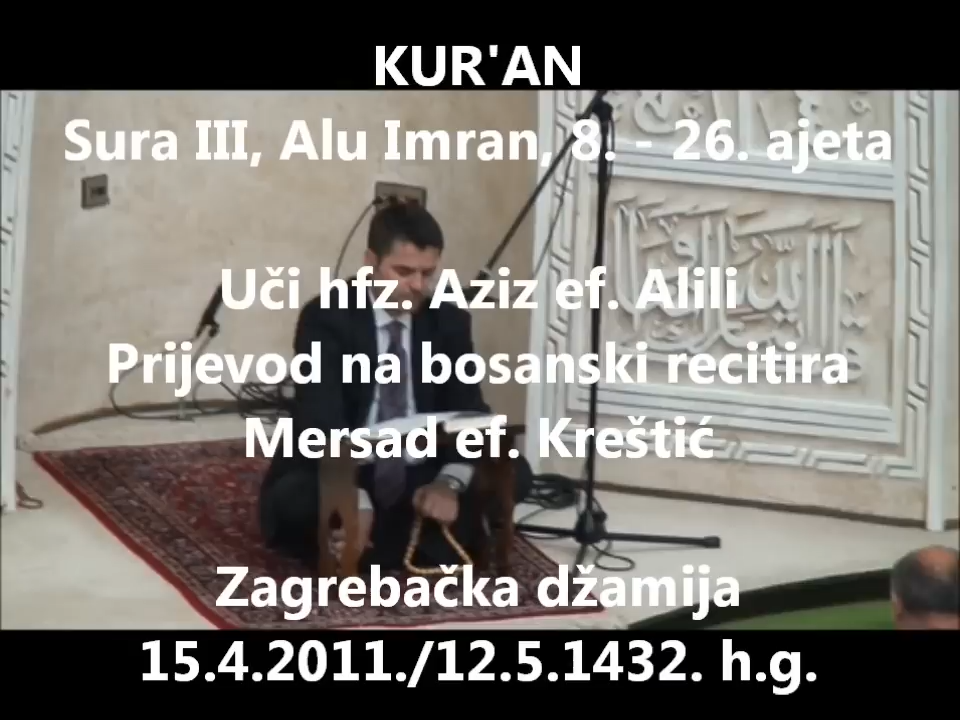 KUR'AN
Sura III, Alu Imran, 8. - 26. ajeta
Uči hfz. Aziz ef. Alili
Prijevod na bosanski recitira
Mersad ef. Kreštić
Zagrebačka džamija
15.4.2011./12.5.1432. h.g.